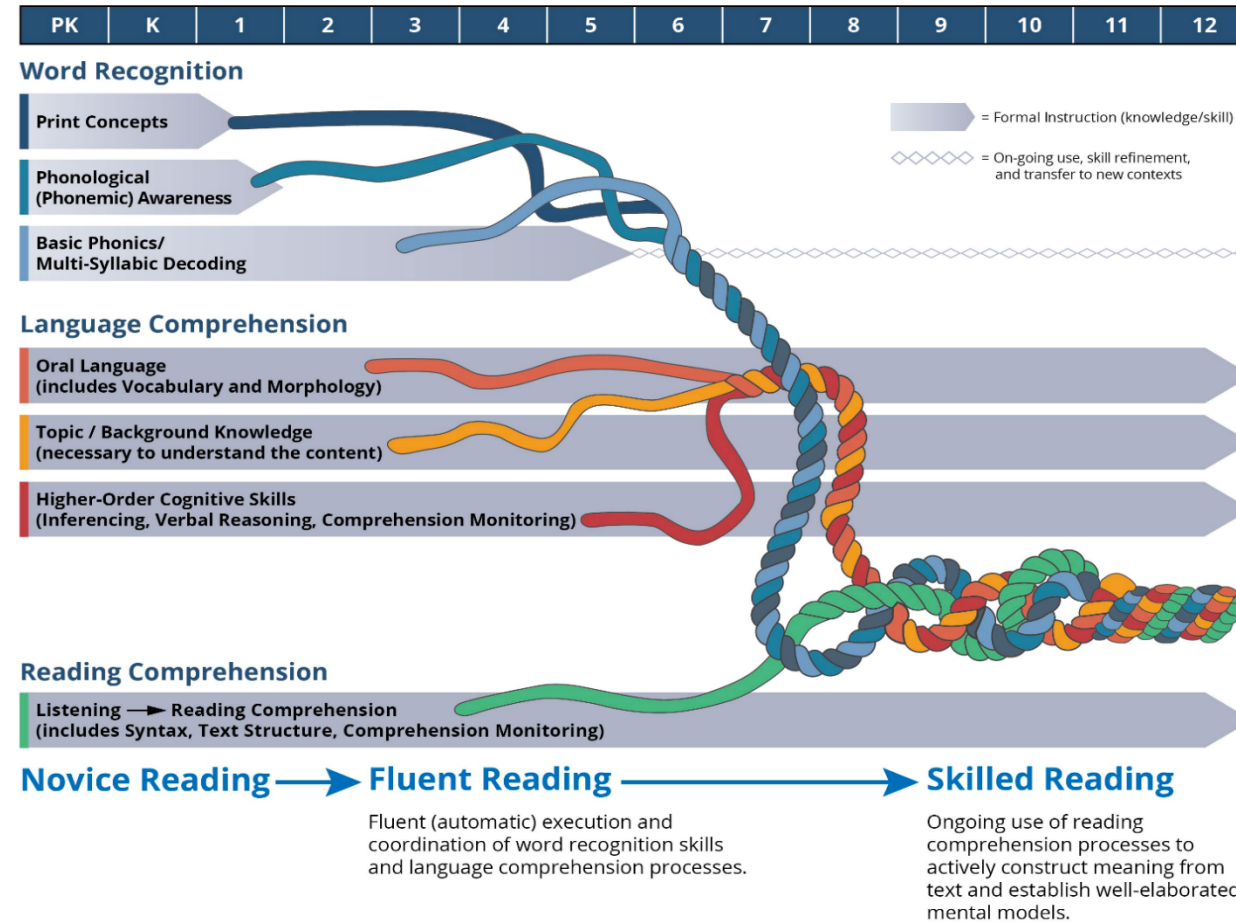 PK K 1 2 3 4 5 6 7 8 9 10 11 12
Word Recognition
Print Concepts
Phonological
(Phonemic) Awareness
Basic Phonics/
Multi-Syllabic Decoding
= Formal Instruction (knowledge/skill)
= On-going use, skill refinement,
and transfer to new contexts
Language Comprehension
Oral Language
(includes Vocabulary and Morphology)
Topic / Background Knowledge
(necessary to understand the content)
Higher-Order Cognitive Skills
(Inferencing, Verbal Reasoning, Comprehension Monitoring)
Reading Comprehension
Listening → Reading Comprehension
(includes Syntax, Text Structure, Comprehension Monitoring)
Novice Reading → Fluent Reading → Skilled Reading
Fluent (automatic) execution and
coordination of word recognition skills
and language comprehension processes.
Ongoing use of reading
comprehension processes to
actively construct meaning from
text and establish well-elaborated
mental models.